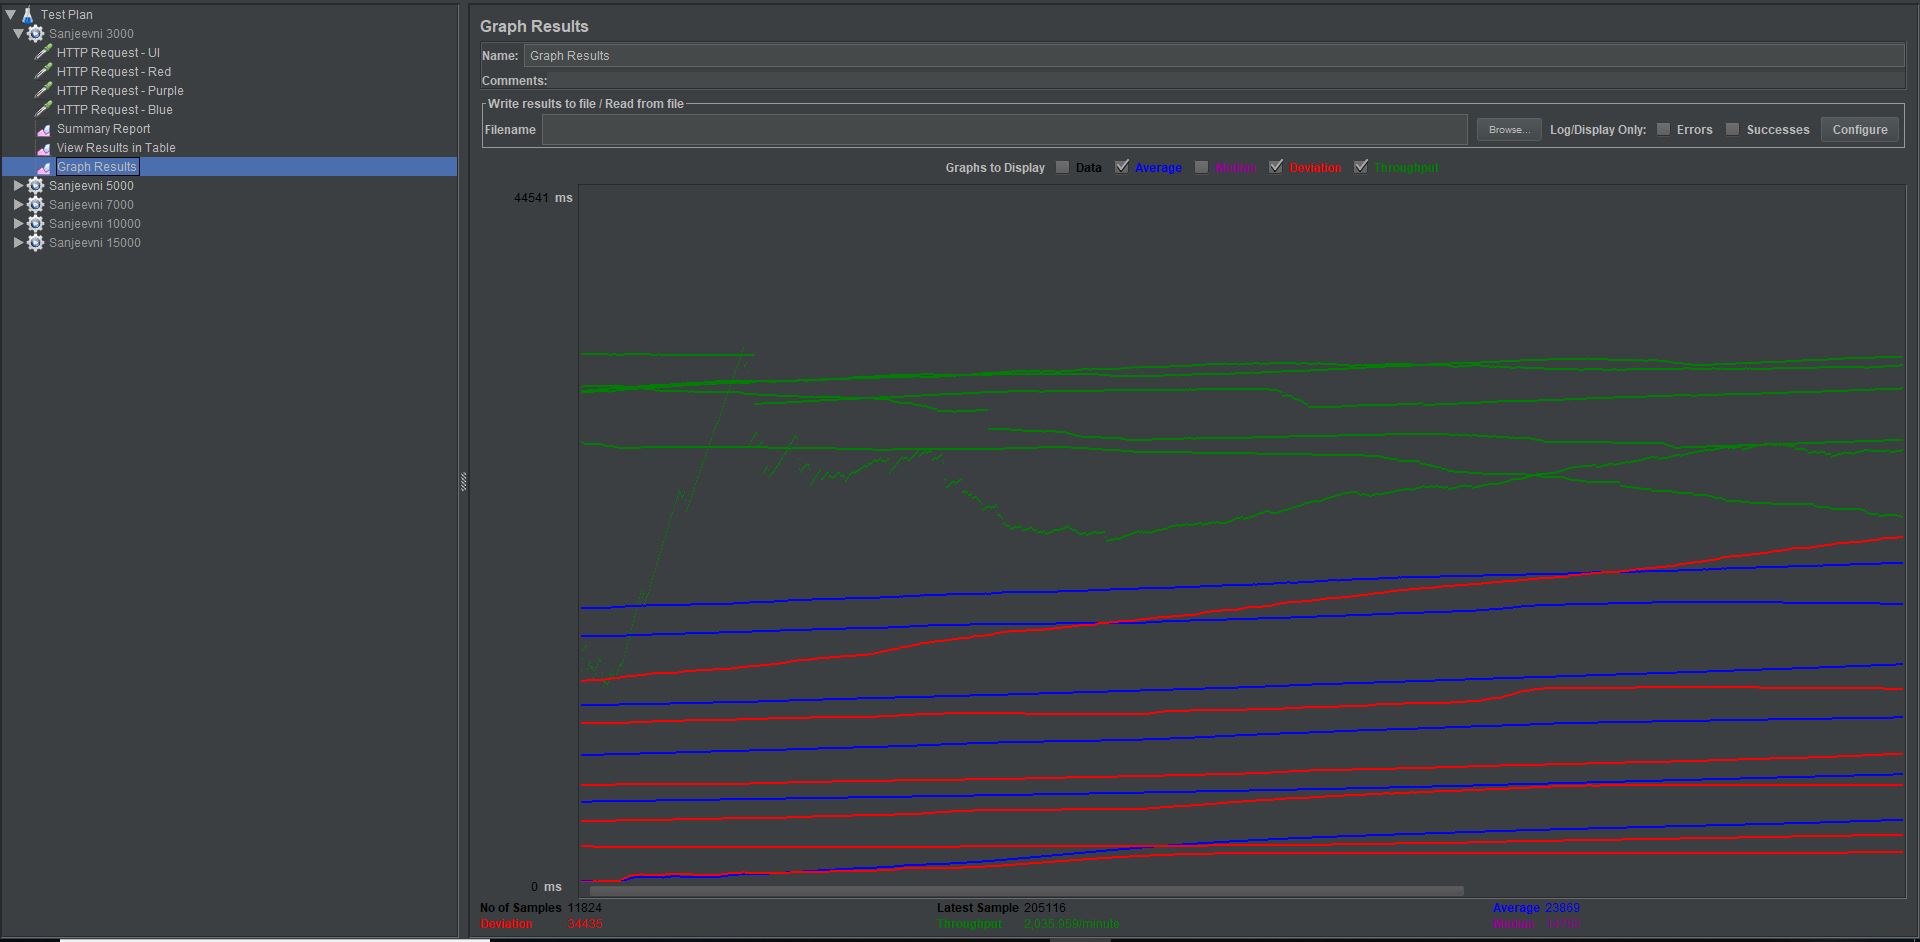 Test Plan
Sanjeevni 3000
HTTP Request - UI
HTTP Request - Red
HTTP Request - Purple
HTTP Request - Blue
Summary Report
View Results in Table
Graph Results
Sanjeevni 5000
Sanjeevni 7000
Sanjeevni 10000
Sanjeevni 15000
Graph Results
Name: Graph Results
Comments:
Write results to file / Read from file
Filename Browse... Log/Display Only: Errors Successes Configure
Graphs to Display Data Average Median Deviation Throughput
44541 ms
0 ms
No of Samples 11824 Latest Sample 205116 Average 23869
Deviation 34435 Throughput 2,035.959/minute Median